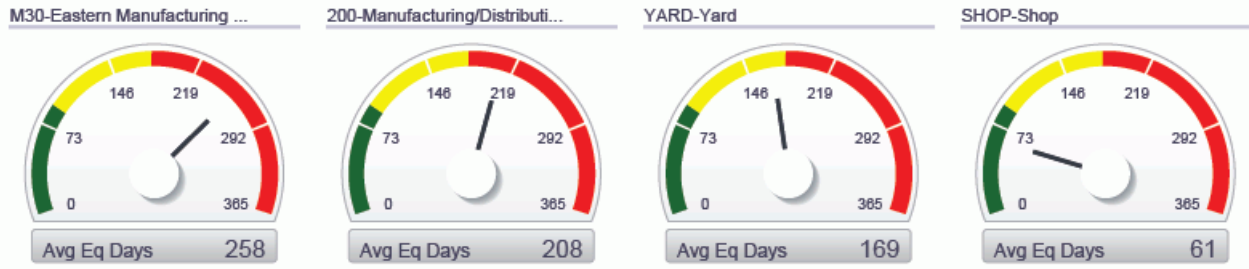 M30-Eastern Manufacturing ...
146 219
73 292
0 365
Avg Eq Days 258
200-Manufacturing/Distributi...
146 219
73 292
0 365
Avg Eq Days 208
YARD-Yard
146 219
73 292
0 365
Avg Eq Days 169
SHOP-Shop
146 219
73 292
0 365
Avg Eq Days 61